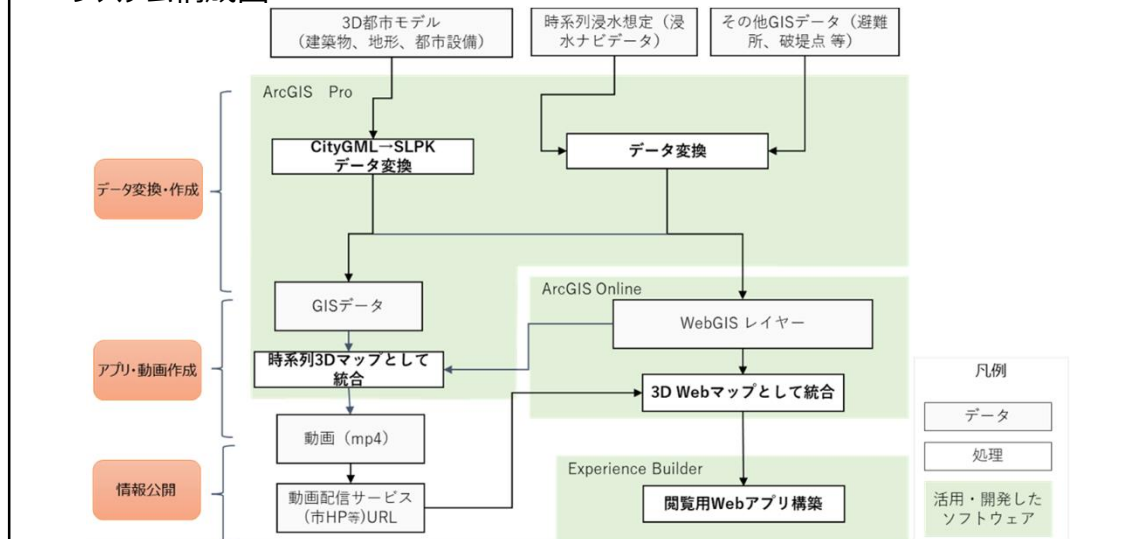 3D都市モデル
（建築物、地形、都市設備）
時系列浸水想定（浸
水ナビデータ）
その他GISデータ（避難
所、破堤点 等）
ArcGIS Pro
CityGML→SLPK
データ変換
データ変換
データ変換・作成
ArcGIS Online
GISデータ
WebGIS レイヤー
時系列3Dマップとして
統合
アプリ・動画作成
3D Webマップとして統合
凡例
データ
処理
活用・開発した
ソフトウェア
動画（mp4）
Experience Builder
情報公開
動画配信サービス
(市HP等)URL
閲覧用Webアプリ構築